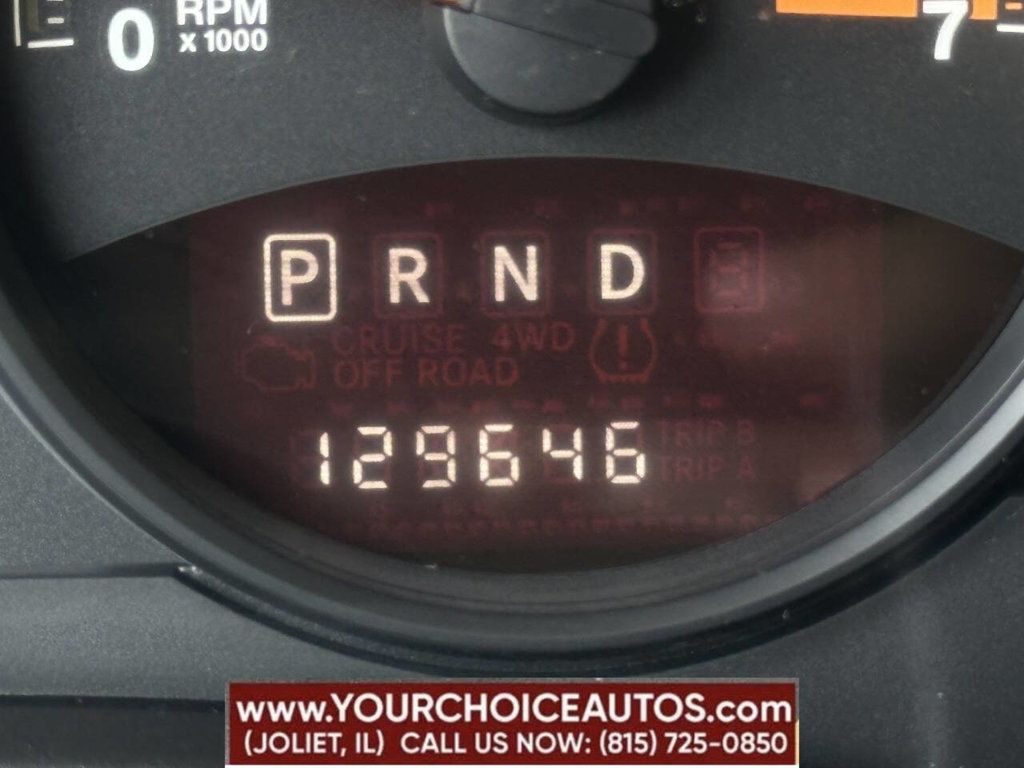 0 RPM 7
x 1000
P R N D
CRUISE 4WD
OFF ROAD
129646
TRIP B
TRIP A
www.YOURCHOICEAUTOS.com
(JOLIET, IL) CALL US NOW: (815) 725-0850